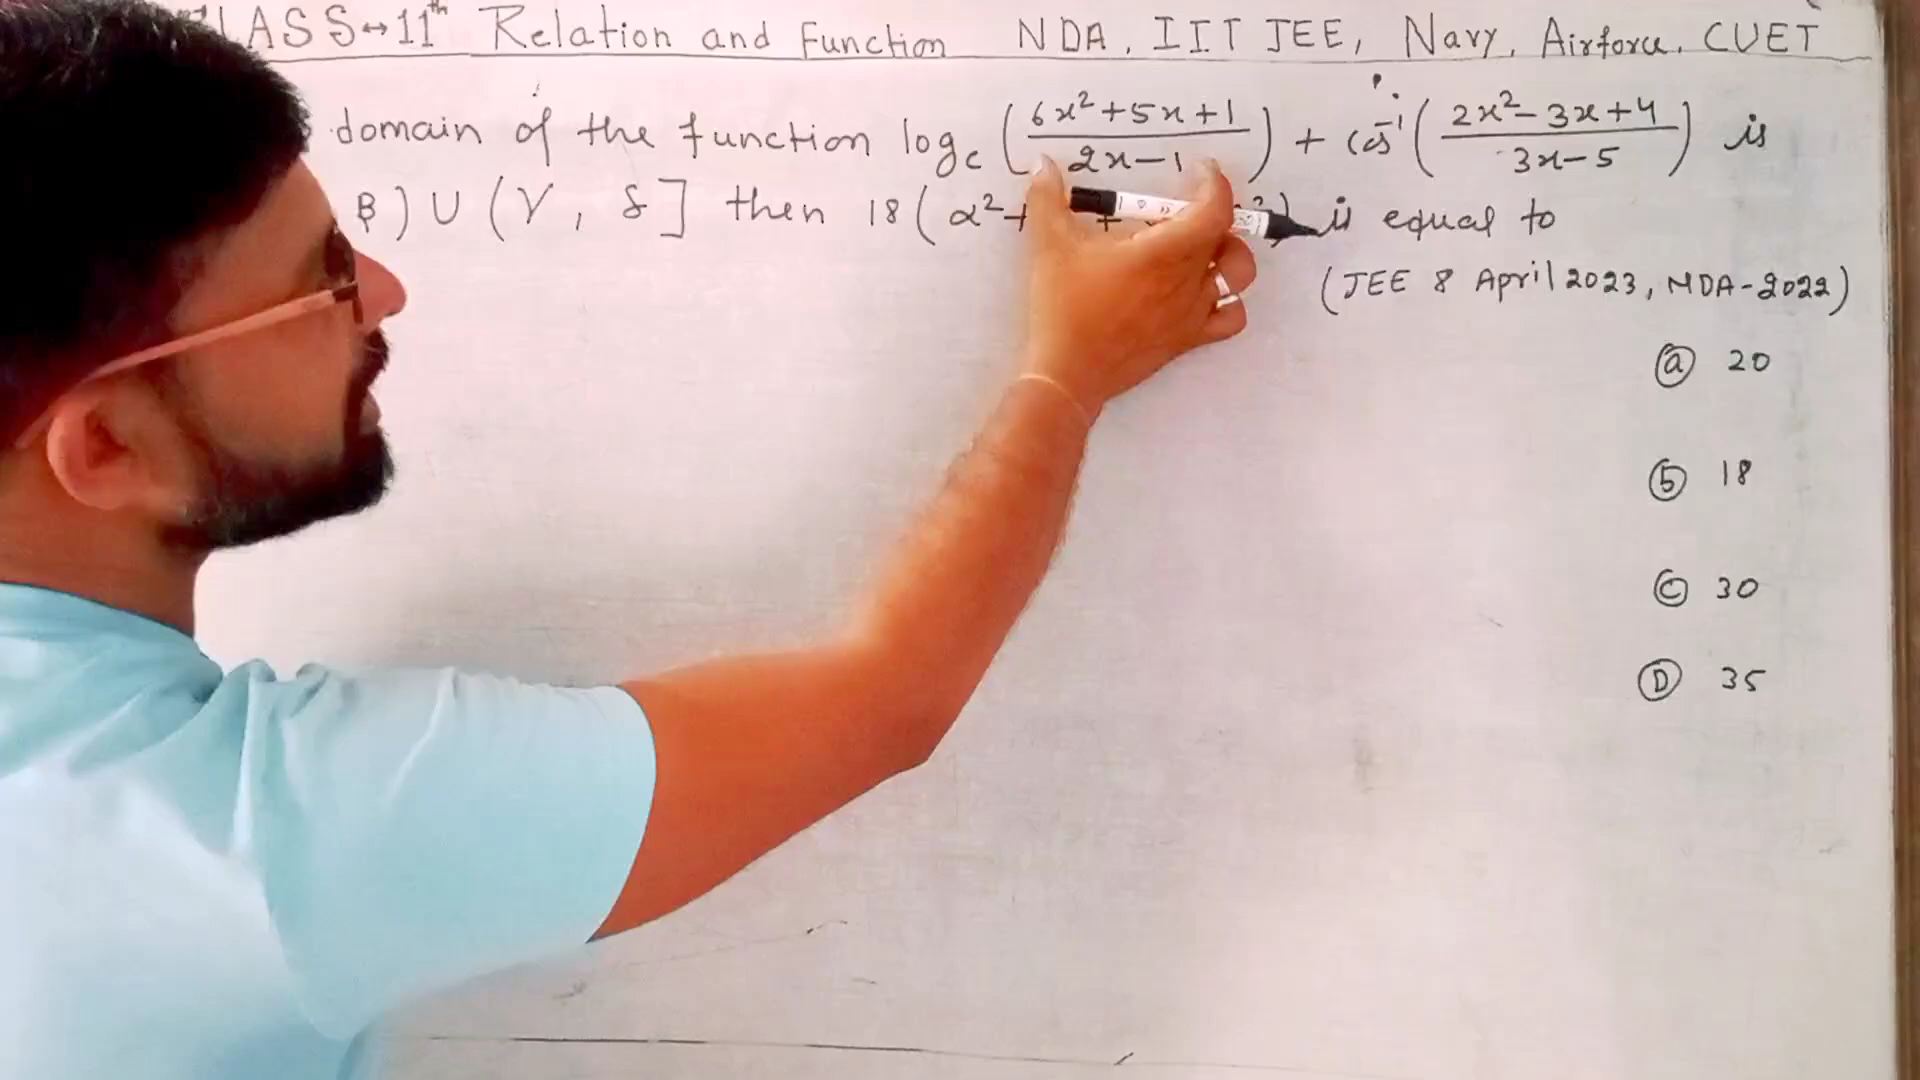 LASS↔11th Relation and Function NDA, IIT JEE, Navy, Airforce, CUET
domain of the function log_c ((6x²+5x+1)/(2x-1)) + cos⁻¹ ((2x²-3x+4)/(3x-5)) is
β) ∪ (γ, δ] then 18(α²+ + ²) is equal to
(JEE 8 April 2023, NDA-2022)
ⓐ 20
ⓑ 18
ⓒ 30
Ⓓ 35